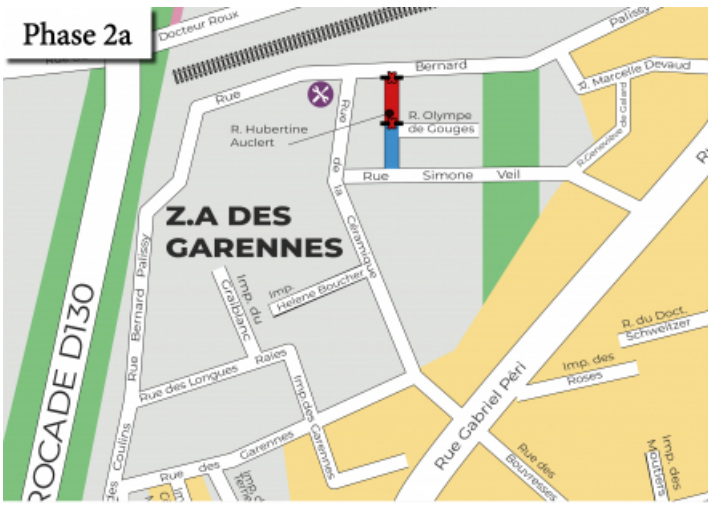 Phase 2a
Docteur Roux
Rue
Bernard
Palissy
R. Marcelle Devaud
R.Geneviève de Galard
R. Hubertine
Auclert
R. Olympe
de Gouges
Rue de la Céramique
Rue Simone Veil
Z.A DES
GARENNES
ROCADE D130
Rue Bernard Palissy
Imp. du
Graiblanc
Imp.
Helene Boucher
Rue des Longues Raies
Imp.des Garennes
Rue des Garennes
des Coulins
Rue Gabriel Péri
R. du Doct.
Schweitzer
Imp. des
Roses
Rue des
Bouvresses
Imp. des
Moutiers